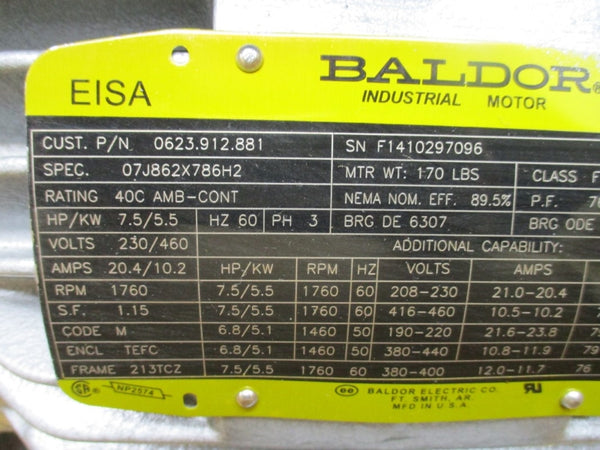 EISA BALDOR®
INDUSTRIAL MOTOR
CUST. P/N 0623.912.881 SN F1410297096
SPEC. 07J862X786H2 MTR WT: 170 LBS CLASS F
RATING 40C AMB-CONT NEMA NOM. EFF. 89.5% P.F.
HP/KW 7.5/5.5 HZ 60 PH 3 BRG DE 6307 BRG ODE
VOLTS 230/460 ADDITIONAL CAPABILITY:
AMPS 20.4/10.2 HP/KW RPM HZ VOLTS AMPS
RPM 1760 7.5/5.5 1760 60 208-230 21.0-20.4
S.F. 1.15 7.5/5.5 1760 60 416-460 10.5-10.2
CODE M 6.8/5.1 1460 50 190-220 21.6-23.8 79
ENCL TEFC 6.8/5.1 1460 50 380-440 10.8-11.9 79
FRAME 213TCZ 7.5/5.5 1760 60 380-400 12.0-11.7 76
NP2574 BALDOR ELECTRIC CO.
FT. SMITH, AR.
MFD IN U.S.A.